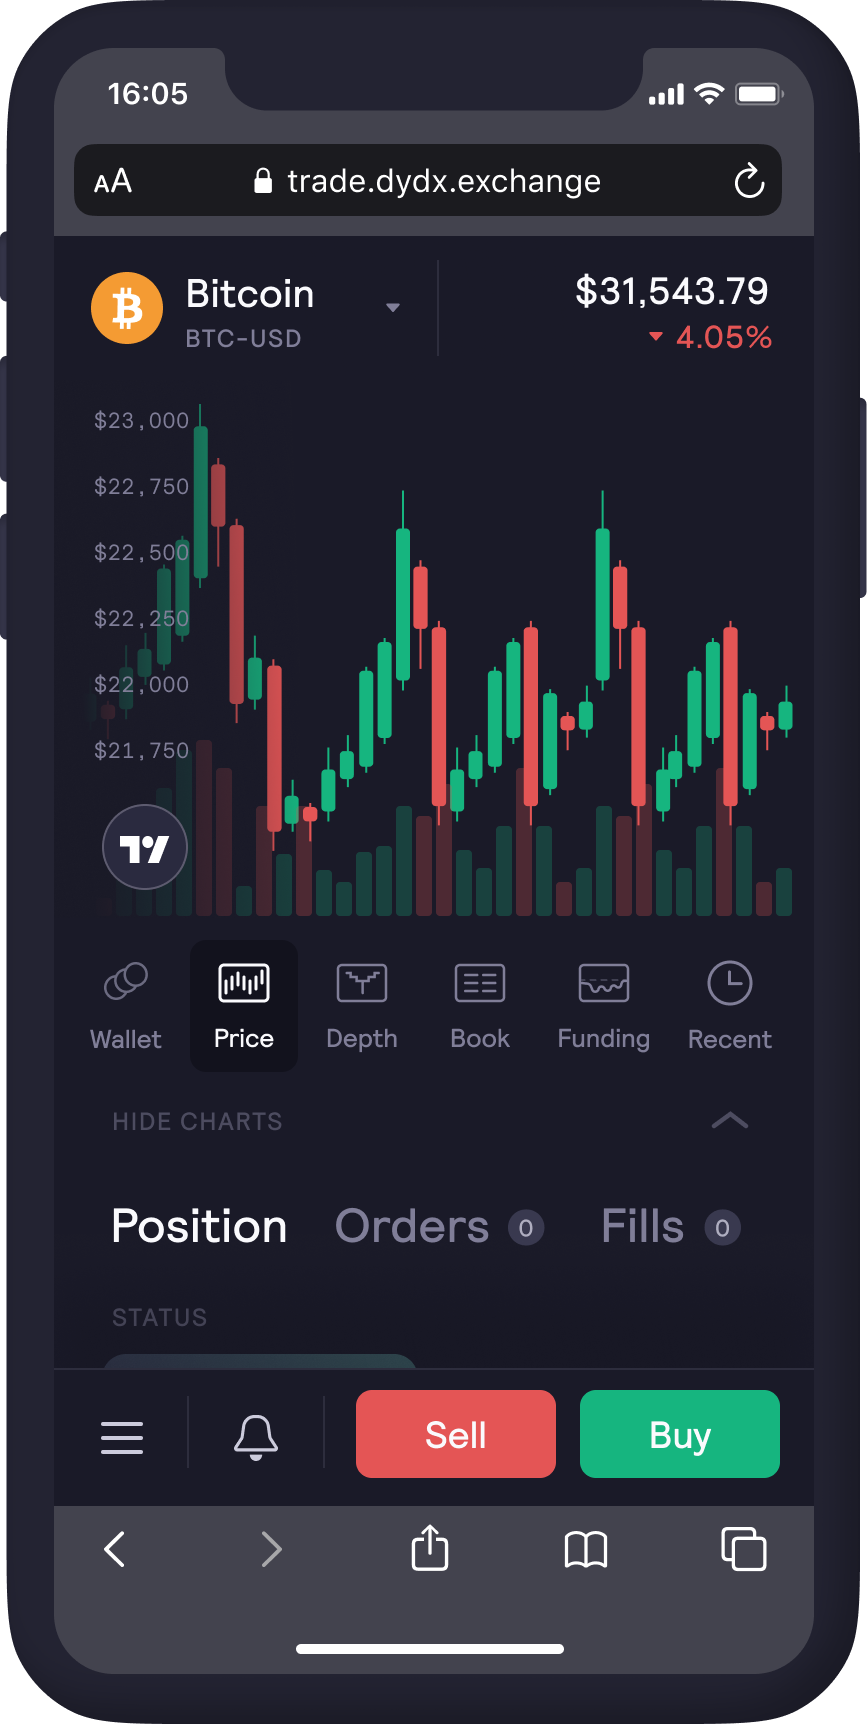 16:05
AA
trade.dydx.exchange
Bitcoin
$31,543.79
BTC-USD
4.05%
$23,000
$22,750
$22,500
$22,250
$22,000
$21,750
Wallet
Price
Depth
Book
Funding
Recent
HIDE CHARTS
Position
Orders 0
Fills 0
STATUS
Sell
Buy